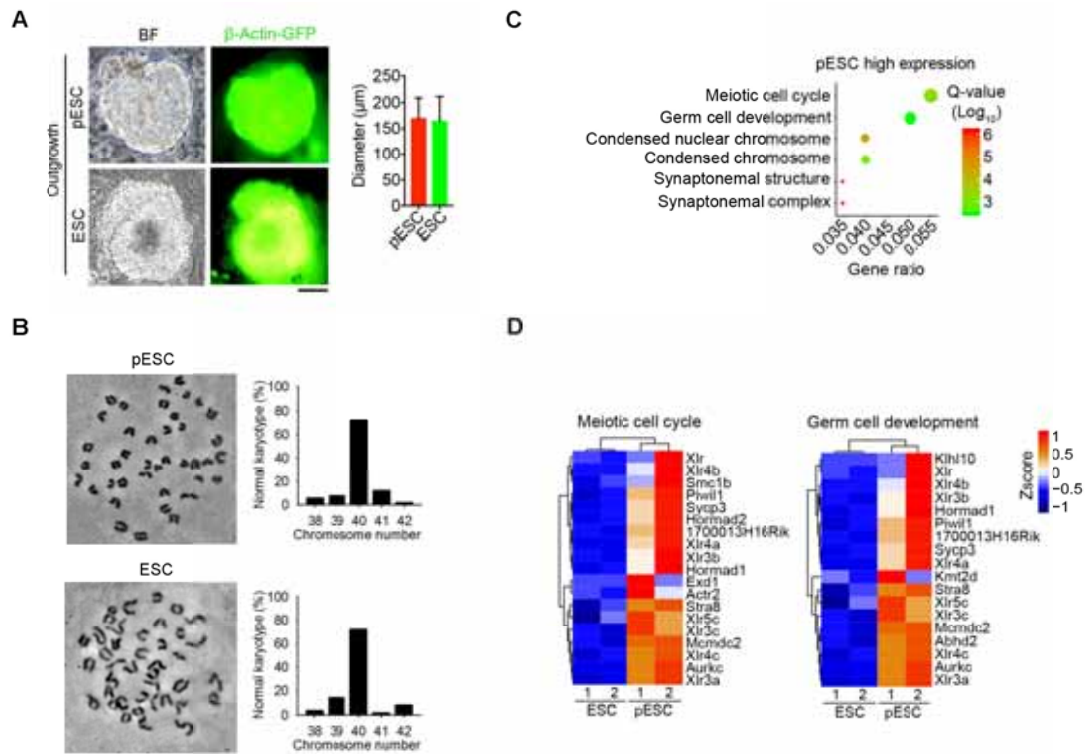 A
BF
β-Actin-GFP
Outgrowth
pESC
ESC
Diameter (μm)
250
200
150
100
50
0
pESC
ESC
B
pESC
Normal karyotype (%)
100
80
60
40
20
0
38 39 40 41 42
Chromosome number
ESC
Normal karyotype (%)
100
80
60
40
20
0
38 39 40 41 42
Chromosome number
C
pESC high expression
Meiotic cell cycle
Germ cell development
Condensed nuclear chromosome
Condensed chromosome
Synaptonemal structure
Synaptonemal complex
0.035
0.040
0.045
0.050
0.055
Gene ratio
Q-value
(Log10)
6
5
4
3
D
Meiotic cell cycle
Xlr
Xlr4b
Smc1b
Piwil1
Sycp3
Hormad2
1700013H16Rik
Xlr4a
Xlr3b
Hormad1
Exd1
Actr2
Stra8
Xlr5c
Xlr3c
Mcmdc2
Xlr4c
Aurkc
Xlr3a
1 2 1 2
ESC pESC
Germ cell development
Klhl10
Xlr
Xlr4b
Xlr3b
Hormad1
Piwil1
1700013H16Rik
Sycp3
Xlr4a
Kmt2d
Stra8
Xlr5c
Xlr3c
Mcmdc2
Abhd2
Xlr4c
Aurkc
Xlr3a
1 2 1 2
ESC pESC
Zscore
1
0.5
0
−0.5
−1